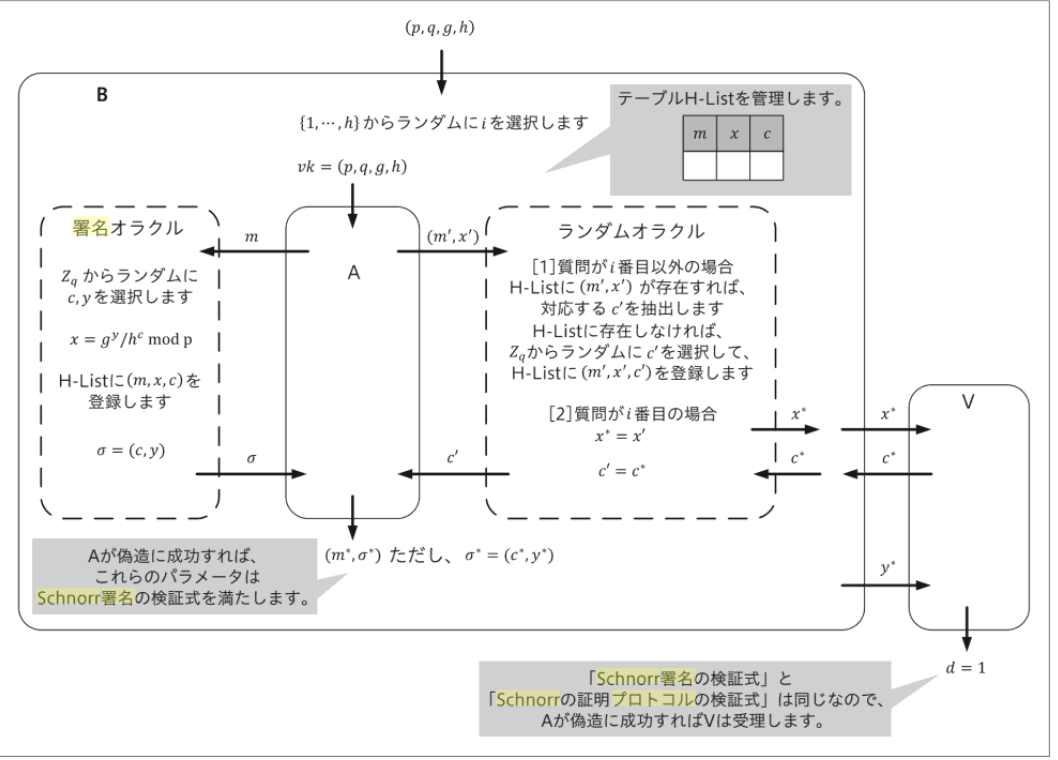 (p, q, g, h)
B
{1, ⋯, h}からランダムにiを選択します
テーブルH-Listを管理します。
m x c
vk = (p, q, g, h)
署名オラクル
m
Z_q からランダムに
c, y を選択します
x = g^y/h^c mod p
H-Listに(m, x, c)を
登録します
σ = (c, y)
σ
A
(m′, x′)
ランダムオラクル
[1]質問がi番目以外の場合
H-Listに(m′, x′)が存在すれば、
対応するc′を抽出します
H-Listに存在しなければ、
Z_qからランダムにc′を選択して、
H-Listに(m′, x′, c′)を登録します
[2]質問がi番目の場合
x* = x′
c′ = c*
c′
x*
c*
x*
c*
V
y*
d = 1
(m*, σ*) ただし、σ* = (c*, y*)
Aが偽造に成功すれば、
これらのパラメータは
Schnorr署名の検証式を満たします。
「Schnorr署名の検証式」と
「Schnorrの証明プロトコルの検証式」は同じなので、
Aが偽造に成功すればVは受理します。